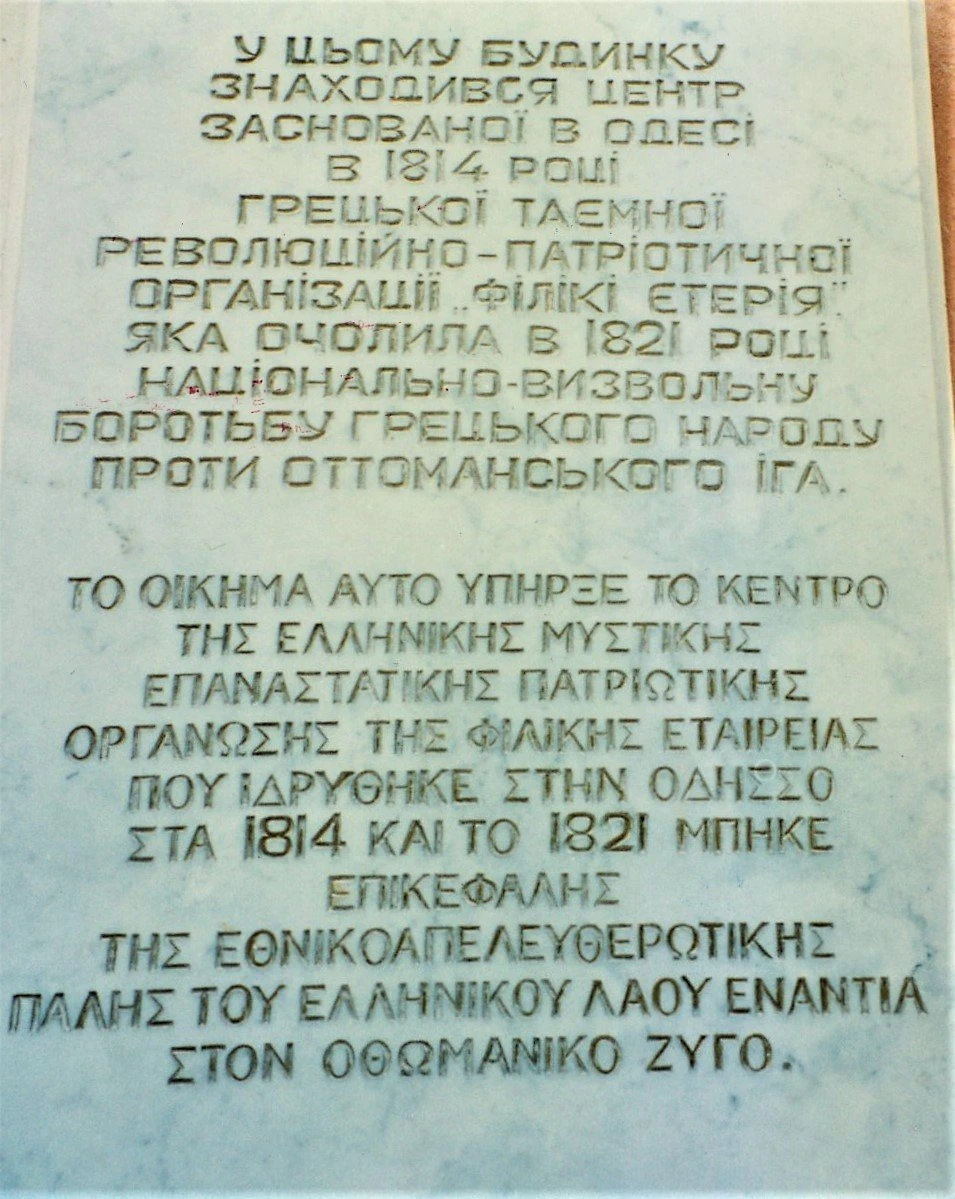 У ЦЬОМУ БУДИНКУ
ЗНАХОДИВСЯ ЦЕНТР
ЗАСНОВАНОЇ В ОДЕСІ
В 1814 РОЦІ
ГРЕЦЬКОЇ ТАЄМНОЇ
РЕВОЛЮЦІЙНО-ПАТРІОТИЧНОЇ
ОРГАНІЗАЦІЇ „ФІЛІКІ ЄТЕРІЯ"
ЯКА ОЧОЛИЛА В 1821 РОЦІ
НАЦІОНАЛЬНО-ВИЗВОЛЬНУ
БОРОТЬБУ ГРЕЦЬКОГО НАРОДУ
ПРОТИ ОТТОМАНСЬКОГО ІГА.
ΤΟ ΟΙΚΗΜΑ ΑΥΤΟ ΥΠΗΡΞΕ ΤΟ ΚΕΝΤΡΟ
ΤΗΣ ΕΛΛΗΝΙΚΗΣ ΜΥΣΤΙΚΗΣ
ΕΠΑΝΑΣΤΑΤΙΚΗΣ ΠΑΤΡΙΩΤΙΚΗΣ
ΟΡΓΑΝΩΣΗΣ ΤΗΣ ΦΙΛΙΚΗΣ ΕΤΑΙΡΕΙΑΣ
ΠΟΥ ΙΔΡΥΘΗΚΕ ΣΤΗΝ ΟΔΗΣΣΟ
ΣΤΑ 1814 ΚΑΙ ΤΟ 1821 ΜΠΗΚΕ
ΕΠΙΚΕΦΑΛΗΣ
ΤΗΣ ΕΘΝΙΚΟΑΠΕΛΕΥΘΕΡΩΤΙΚΗΣ
ΠΑΛΗΣ ΤΟΥ ΕΛΛΗΝΙΚΟΥ ΛΑΟΥ ΕΝΑΝΤΙΑ
ΣΤΟΝ ΟΘΩΜΑΝΙΚΟ ΖΥΓΟ.